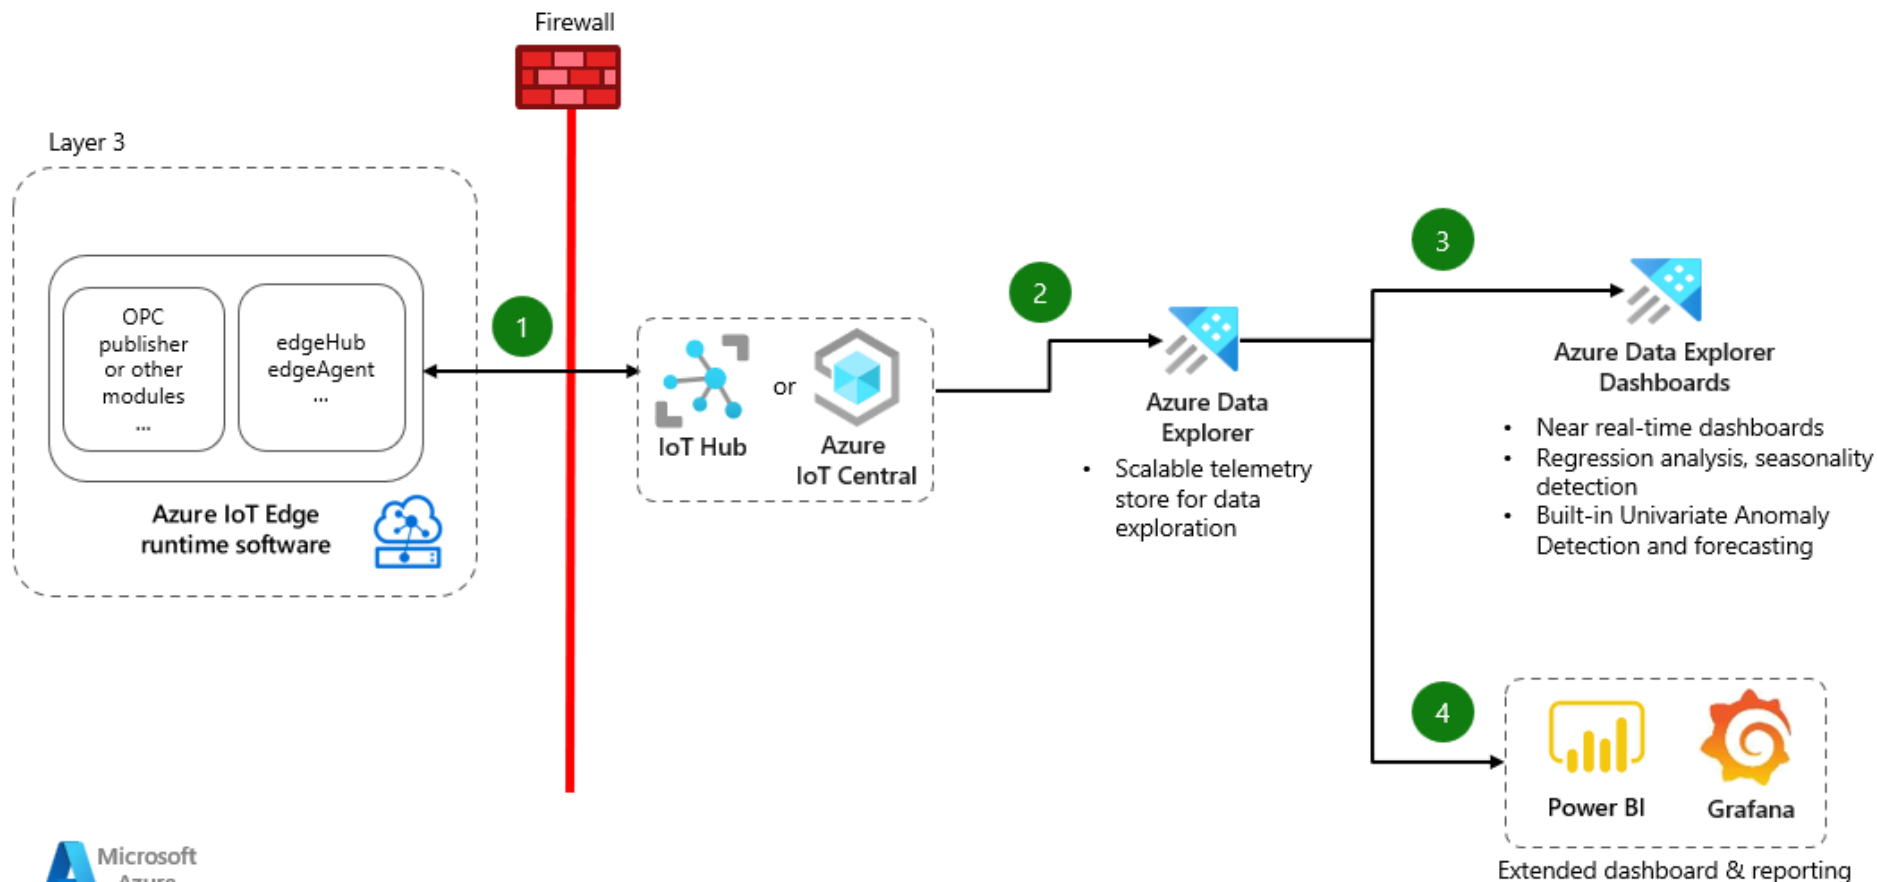 Firewall
Layer 3
OPC
publisher
or other
modules
...
edgeHub
edgeAgent
...
Azure IoT Edge
runtime software
1
IoT Hub
or
Azure
IoT Central
2
Azure Data
Explorer
• Scalable telemetry
store for data
exploration
3
Azure Data Explorer
Dashboards
• Near real-time dashboards
• Regression analysis, seasonality
detection
• Built-in Univariate Anomaly
Detection and forecasting
4
Power BI
Grafana
Extended dashboard & reporting
Microsoft
Azure